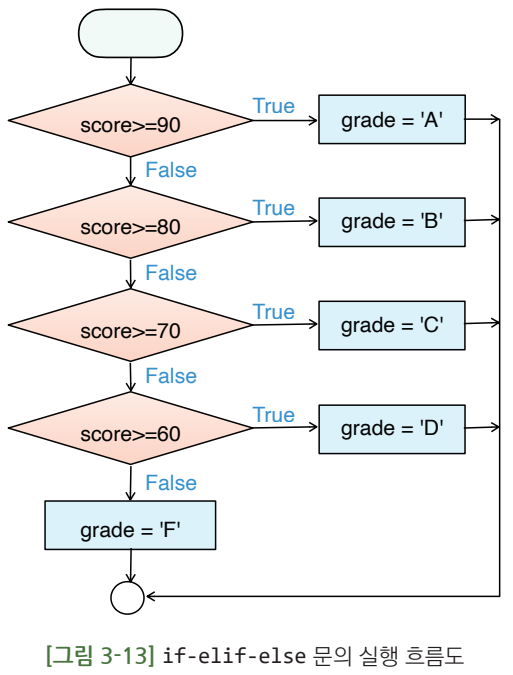 score>=90
True
grade = 'A'
False
score>=80
True
grade = 'B'
False
score>=70
True
grade = 'C'
False
score>=60
True
grade = 'D'
False
grade = 'F'
[그림 3-13] if-elif-else 문의 실행 흐름도